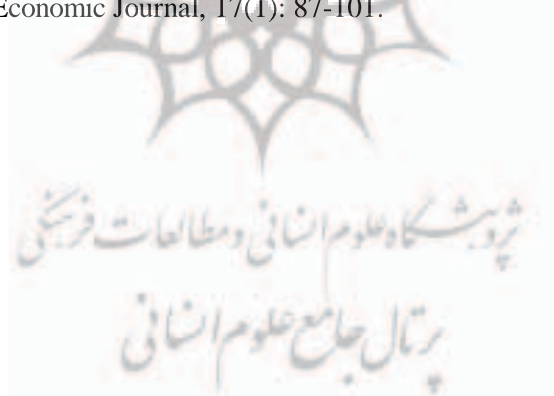 Economic Journal, 17(1): 87-101.
پژوهشگاه علوم انسانی و مطالعات فرهنگی
پرتال جامع علوم انسانی